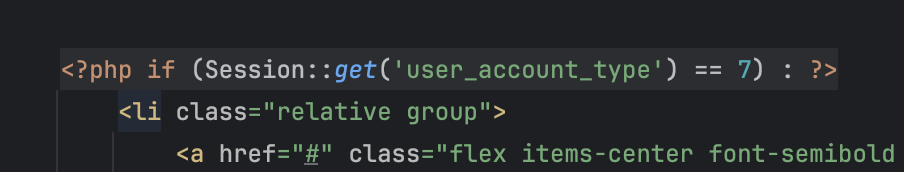 <?php if (Session::get('user_account_type') == 7) : ?>
<li class="relative group">
<a href="#" class="flex items-center font-semibold